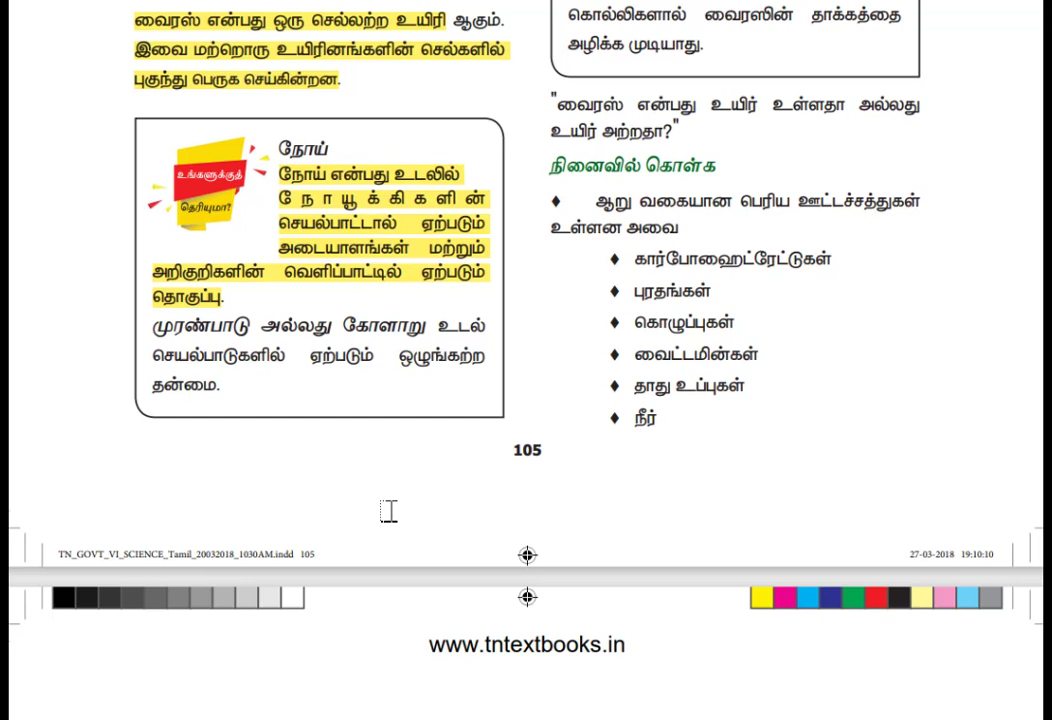 வைரஸ் என்பது ஒரு செல்லற்ற உயிரி ஆகும்.
இவை மற்றொரு உயிரினங்களின் செல்களில்
புகுந்து பெருக செய்கின்றன.
உங்களுக்குத்
தெரியுமா?
நோய்
நோய் என்பது உடலில்
நோயூக்கிகளின்
செயல்பாட்டால் ஏற்படும்
அடையாளங்கள் மற்றும்
அறிகுறிகளின் வெளிப்பாட்டில் ஏற்படும்
தொகுப்பு.
முரண்பாடு அல்லது கோளாறு உடல்
செயல்பாடுகளில் ஏற்படும் ஒழுங்கற்ற
தன்மை.
கொல்லிகளால் வைரஸின் தாக்கத்தை
அழிக்க முடியாது.
"வைரஸ் என்பது உயிர் உள்ளதா அல்லது
உயிர் அற்றதா?"
நினைவில் கொள்க
♦ ஆறு வகையான பெரிய ஊட்டச்சத்துகள்
உள்ளன அவை
♦ கார்போஹைட்ரேட்டுகள்
♦ புரதங்கள்
♦ கொழுப்புகள்
♦ வைட்டமின்கள்
♦ தாது உப்புகள்
♦ நீர்
105
TN_GOVT_VI_SCIENCE_Tamil_20032018_1030AM.indd 105
27-03-2018 19:10:10
www.tntextbooks.in